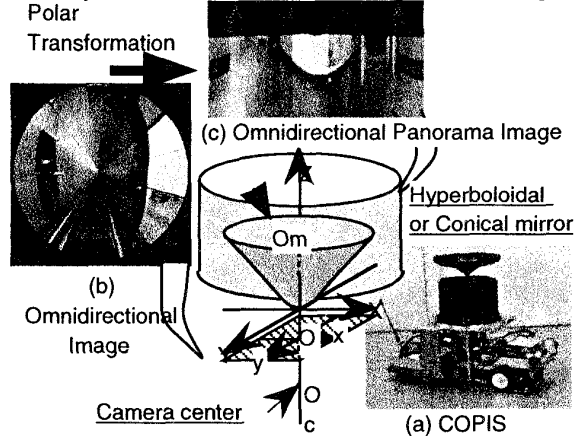 Polar
Transformation
(c) Omnidirectional Panorama Image
Hyperboloidal
or Conical mirror
Om
(b)
Omnidirectional
Image
O
x
y
O
c
Camera center
(a) COPIS